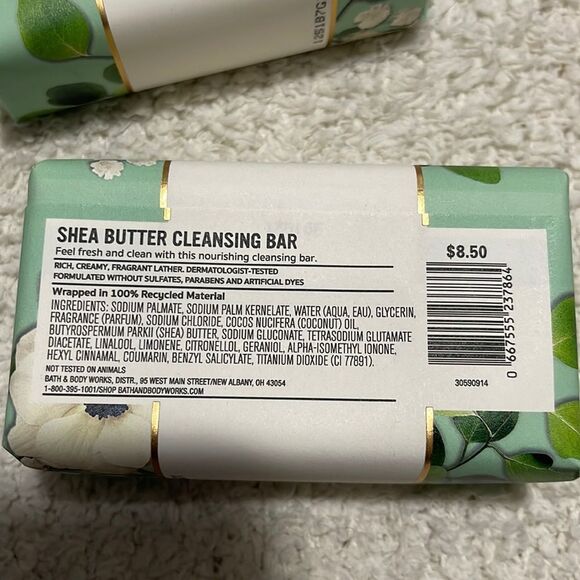 126187G
SHEA BUTTER CLEANSING BAR
Feel fresh and clean with this nourishing cleansing bar.
RICH, CREAMY, FRAGRANT LATHER. DERMATOLOGIST-TESTED
FORMULATED WITHOUT SULFATES, PARABENS AND ARTIFICIAL DYES
Wrapped in 100% Recycled Material
INGREDIENTS: SODIUM PALMATE, SODIUM PALM KERNELATE, WATER (AQUA, EAU), GLYCERIN,
FRAGRANCE (PARFUM), SODIUM CHLORIDE, COCOS NUCIFERA (COCONUT) OIL,
BUTYROSPERMUM PARKII (SHEA) BUTTER, SODIUM GLUCONATE, TETRASODIUM GLUTAMATE
DIACETATE, LINALOOL, LIMONENE, CITRONELLOL, GERANIOL, ALPHA-ISOMETHYL IONONE,
HEXYL CINNAMAL, COUMARIN, BENZYL SALICYLATE, TITANIUM DIOXIDE (CI 77891).
NOT TESTED ON ANIMALS
BATH & BODY WORKS, DISTR., 95 WEST MAIN STREET/NEW ALBANY, OH 43054
1-800-395-1001/SHOP BATHANDBODYWORKS.COM
$8.50
0 667555 237864
30590914